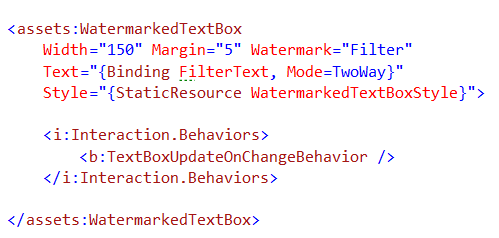 <assets:WatermarkedTextBox
Width="150" Margin="5" Watermark="Filter"
Text="{Binding FilterText, Mode=TwoWay}"
Style="{StaticResource WatermarkedTextBoxStyle}">
<i:Interaction.Behaviors>
<b:TextBoxUpdateOnChangeBehavior />
</i:Interaction.Behaviors>
</assets:WatermarkedTextBox>